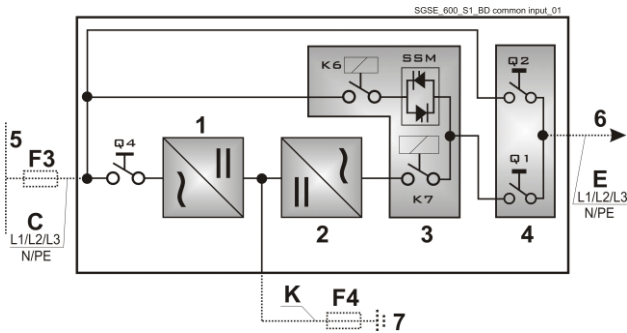 SGSE_600_S1_BD common input_01
K6
SSM
Q2
5
1
6
Q4
F3
Q1
K7
E
C
L1/L2/L3
N/PE
L1/L2/L3
N/PE
2
3
4
K
F4
7